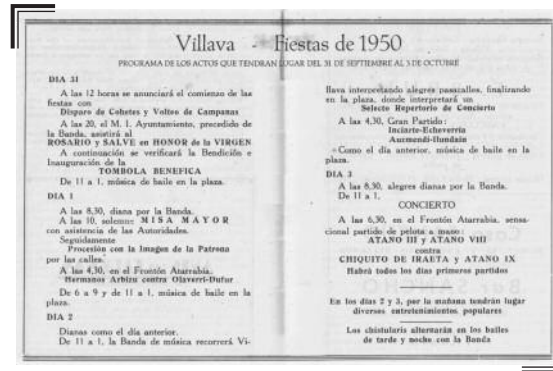 Villava - Fiestas de 1950
PROGRAMA DE LOS ACTOS QUE TENDRAN LUGAR DEL 31 DE SEPTIEMBRE AL 3 DE OCTUBRE
DIA 31
A las 12 horas se anunciará el comienzo de las
fiestas con
Disparo de Cohetes y Volteo de Campanas
A las 20, el M. I. Ayuntamiento, precedido de
la Banda, asistirá al
ROSARIO y SALVE en HONOR de la VIRGEN
A continuación se verificará la Bendición e
Inauguración de la
TOMBOLA BENEFICA
De 11 a 1, música de baile en la plaza.
DIA 1
A las 8,30, diana por la Banda.
A las 10, solemne MISA MAYOR
con asistencia de las Autoridades.
Seguidamente
Procesión con la Imagen de la Patrona
por las calles.
A las 4,30, en el Frontón Atarrabia,
Hermanos Arbizu contra Olaverri-Dufur
De 6 a 9 y de 11 a 1, música de baile en la
plaza.
DIA 2
Dianas como el día anterior.
De 11 a 1, la Banda de música recorrerá Vi-
llava interpretando alegres pasacalles, finalizando
en la plaza, donde interpretará un
Selecto Repertorio de Concierto
A las 4,30, Gran Partido:
Inciarte-Echeverría
Aurmendi-Ilundain
Como el día anterior, música de baile en la
plaza.
DIA 3
A las 8,30, alegres dianas por la Banda.
De 11 a 1,
CONCIERTO
A las 6,30, en el Frontón Atarrabia, sensa-
cional partido de pelota a mano:
ATANO III y ATANO VIII
contra
CHIQUITO DE IRAETA y ATANO IX
Habrá todos los días primeros partidos
En los días 2 y 3, por la mañana tendrán lugar
diversos entretenimientos populares
Los chistularis alternarán en los bailes
de tarde y noche con la Banda